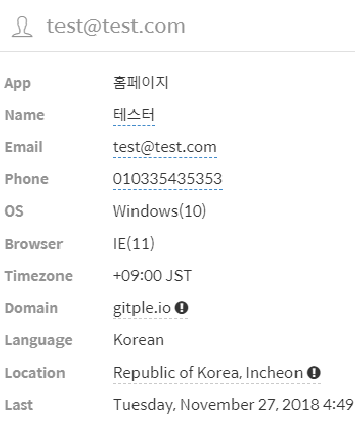 test@test.com
App 홈페이지
Name 테스터
Email test@test.com
Phone 010335435353
OS Windows(10)
Browser IE(11)
Timezone +09:00 JST
Domain gitple.io
Language Korean
Location Republic of Korea, Incheon
Last Tuesday, November 27, 2018 4:49